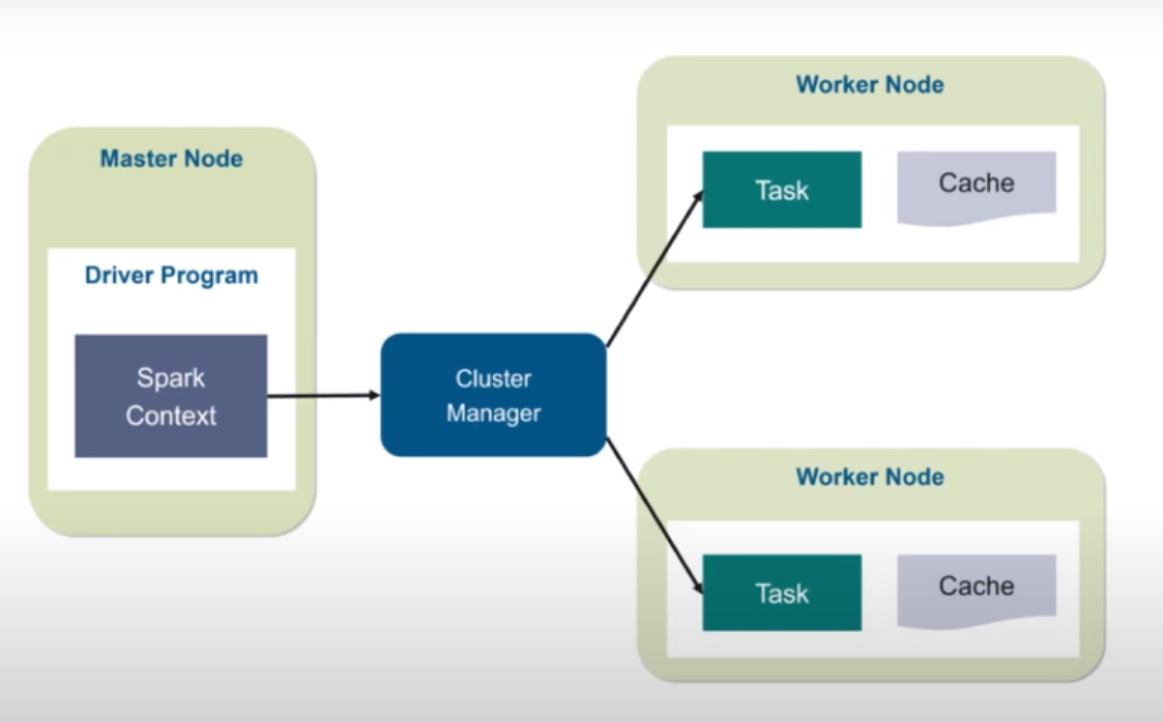 Master Node
Driver Program
Spark
Context
Cluster
Manager
Worker Node
Task
Cache
Worker Node
Task
Cache